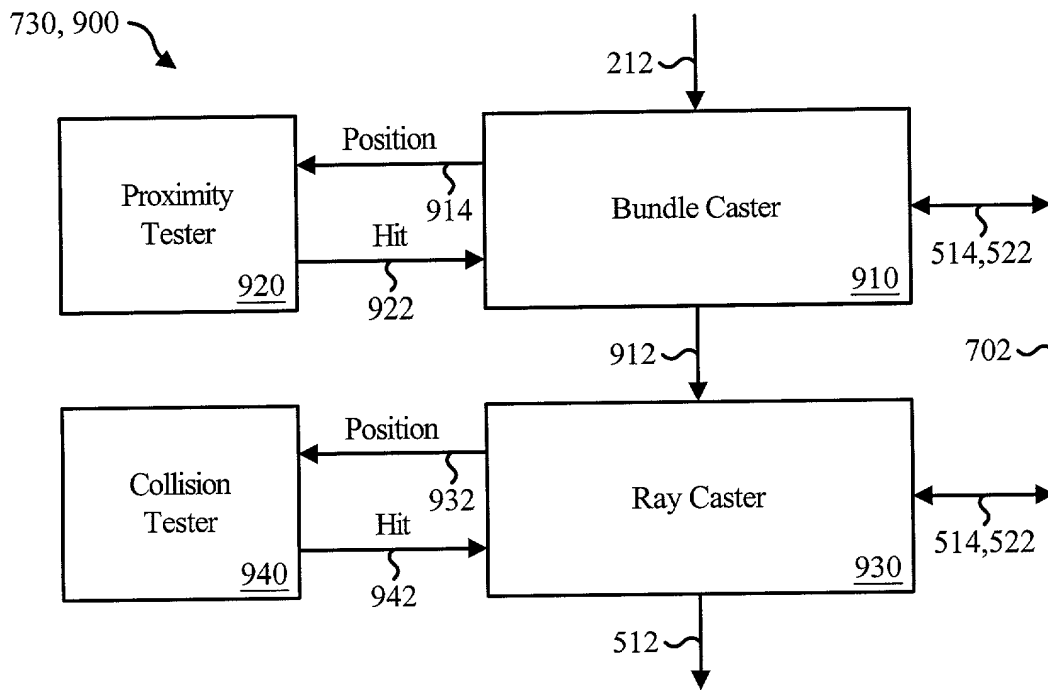 730, 900
212
Position
914
Proximity
Tester
Hit
922
920
Bundle Caster
910
514,522
912
702
Position
932
Collision
Tester
Hit
942
940
Ray Caster
930
514,522
512